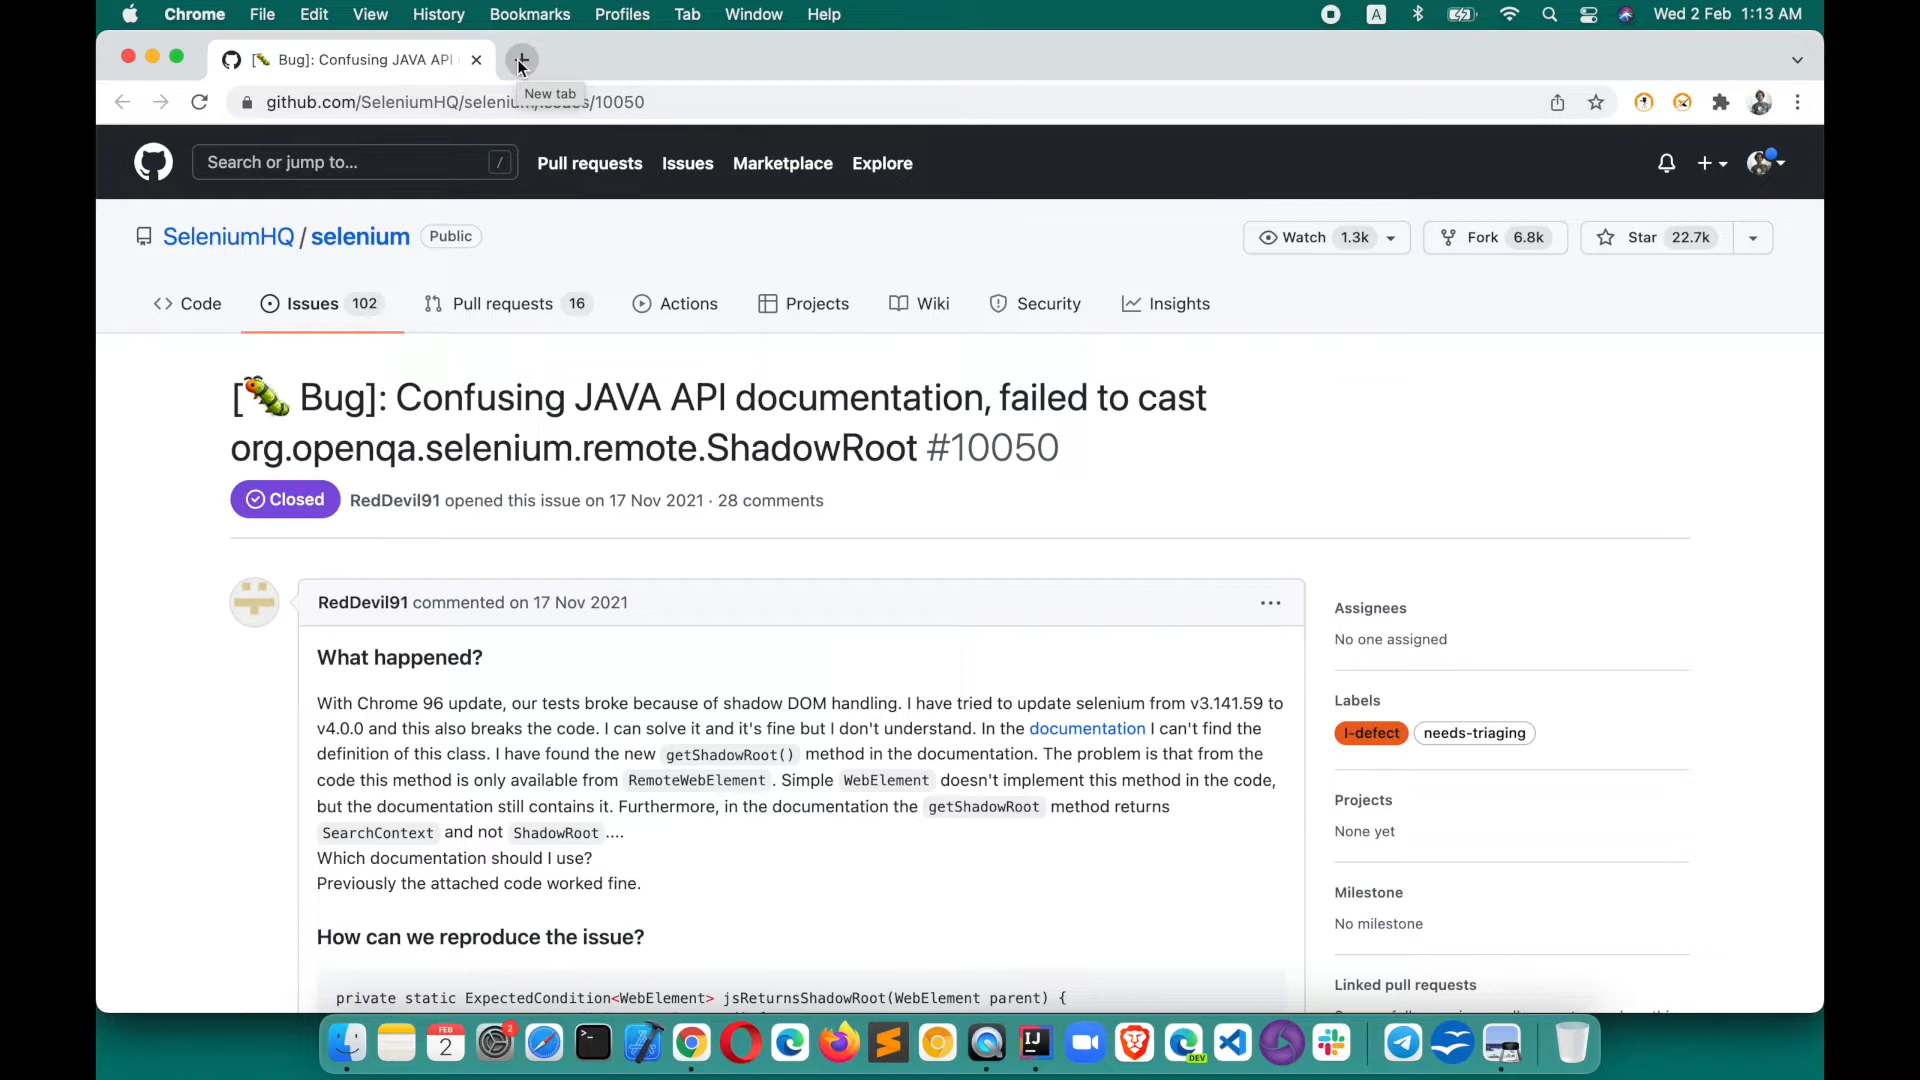 Chrome File Edit View History Bookmarks Profiles Tab Window Help
A
Wed 2 Feb 1:13 AM
[ Bug]: Confusing JAVA API
New tab
github.com/SeleniumHQ/selenium/issues/10050
Search or jump to...
/
Pull requests Issues Marketplace Explore
SeleniumHQ / selenium Public
Watch 1.3k
Fork 6.8k
Star 22.7k
Code
Issues 102
Pull requests 16
Actions
Projects
Wiki
Security
Insights
[🐛 Bug]: Confusing JAVA API documentation, failed to cast
org.openqa.selenium.remote.ShadowRoot #10050
Closed
RedDevil91 opened this issue on 17 Nov 2021 · 28 comments
RedDevil91 commented on 17 Nov 2021
What happened?
With Chrome 96 update, our tests broke because of shadow DOM handling. I have tried to update selenium from v3.141.59 to
v4.0.0 and this also breaks the code. I can solve it and it's fine but I don't understand. In the documentation I can't find the
definition of this class. I have found the new getShadowRoot() method in the documentation. The problem is that from the
code this method is only available from RemoteWebElement . Simple WebElement doesn't implement this method in the code,
but the documentation still contains it. Furthermore, in the documentation the getShadowRoot method returns
SearchContext and not ShadowRoot ....
Which documentation should I use?
Previously the attached code worked fine.
How can we reproduce the issue?
private static ExpectedCondition<WebElement> jsReturnsShadowRoot(WebElement parent) {
Assignees
No one assigned
Labels
I-defect needs-triaging
Projects
None yet
Milestone
No milestone
Linked pull requests
FEB
2
2
IJ
DEV